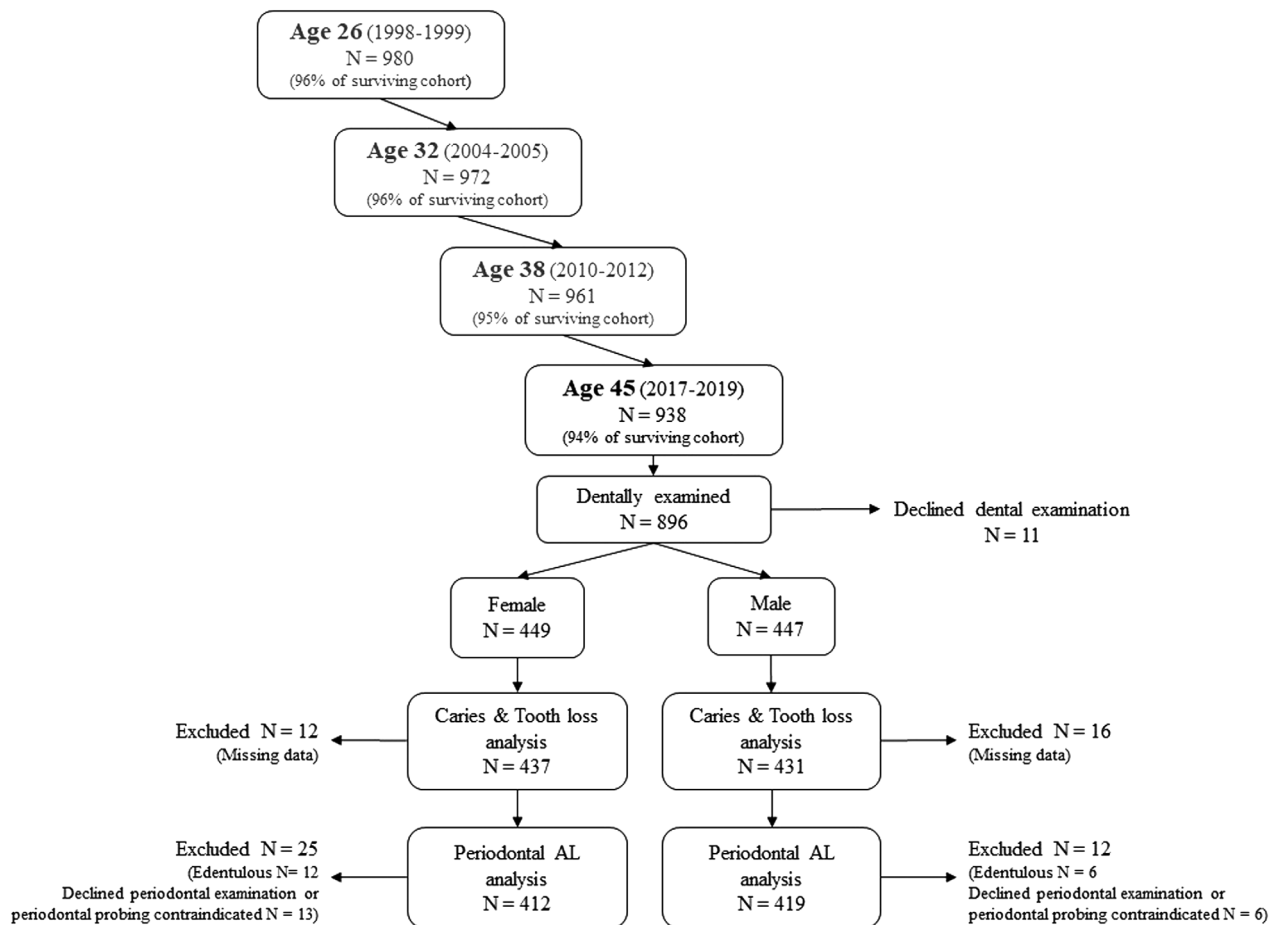 Age 26 (1998-1999)
N = 980
(96% of surviving cohort)
Age 32 (2004-2005)
N = 972
(96% of surviving cohort)
Age 38 (2010-2012)
N = 961
(95% of surviving cohort)
Age 45 (2017-2019)
N = 938
(94% of surviving cohort)
Dentally examined
N = 896
Declined dental examination
N = 11
Female
N = 449
Male
N = 447
Excluded N = 12
(Missing data)
Caries & Tooth loss
analysis
N = 437
Caries & Tooth loss
analysis
N = 431
Excluded N = 16
(Missing data)
Excluded N = 25
(Edentulous N= 12
Declined periodontal examination or
periodontal probing contraindicated N = 13)
Periodontal AL
analysis
N = 412
Periodontal AL
analysis
N = 419
Excluded N = 12
(Edentulous N = 6
Declined periodontal examination or
periodontal probing contraindicated N = 6)